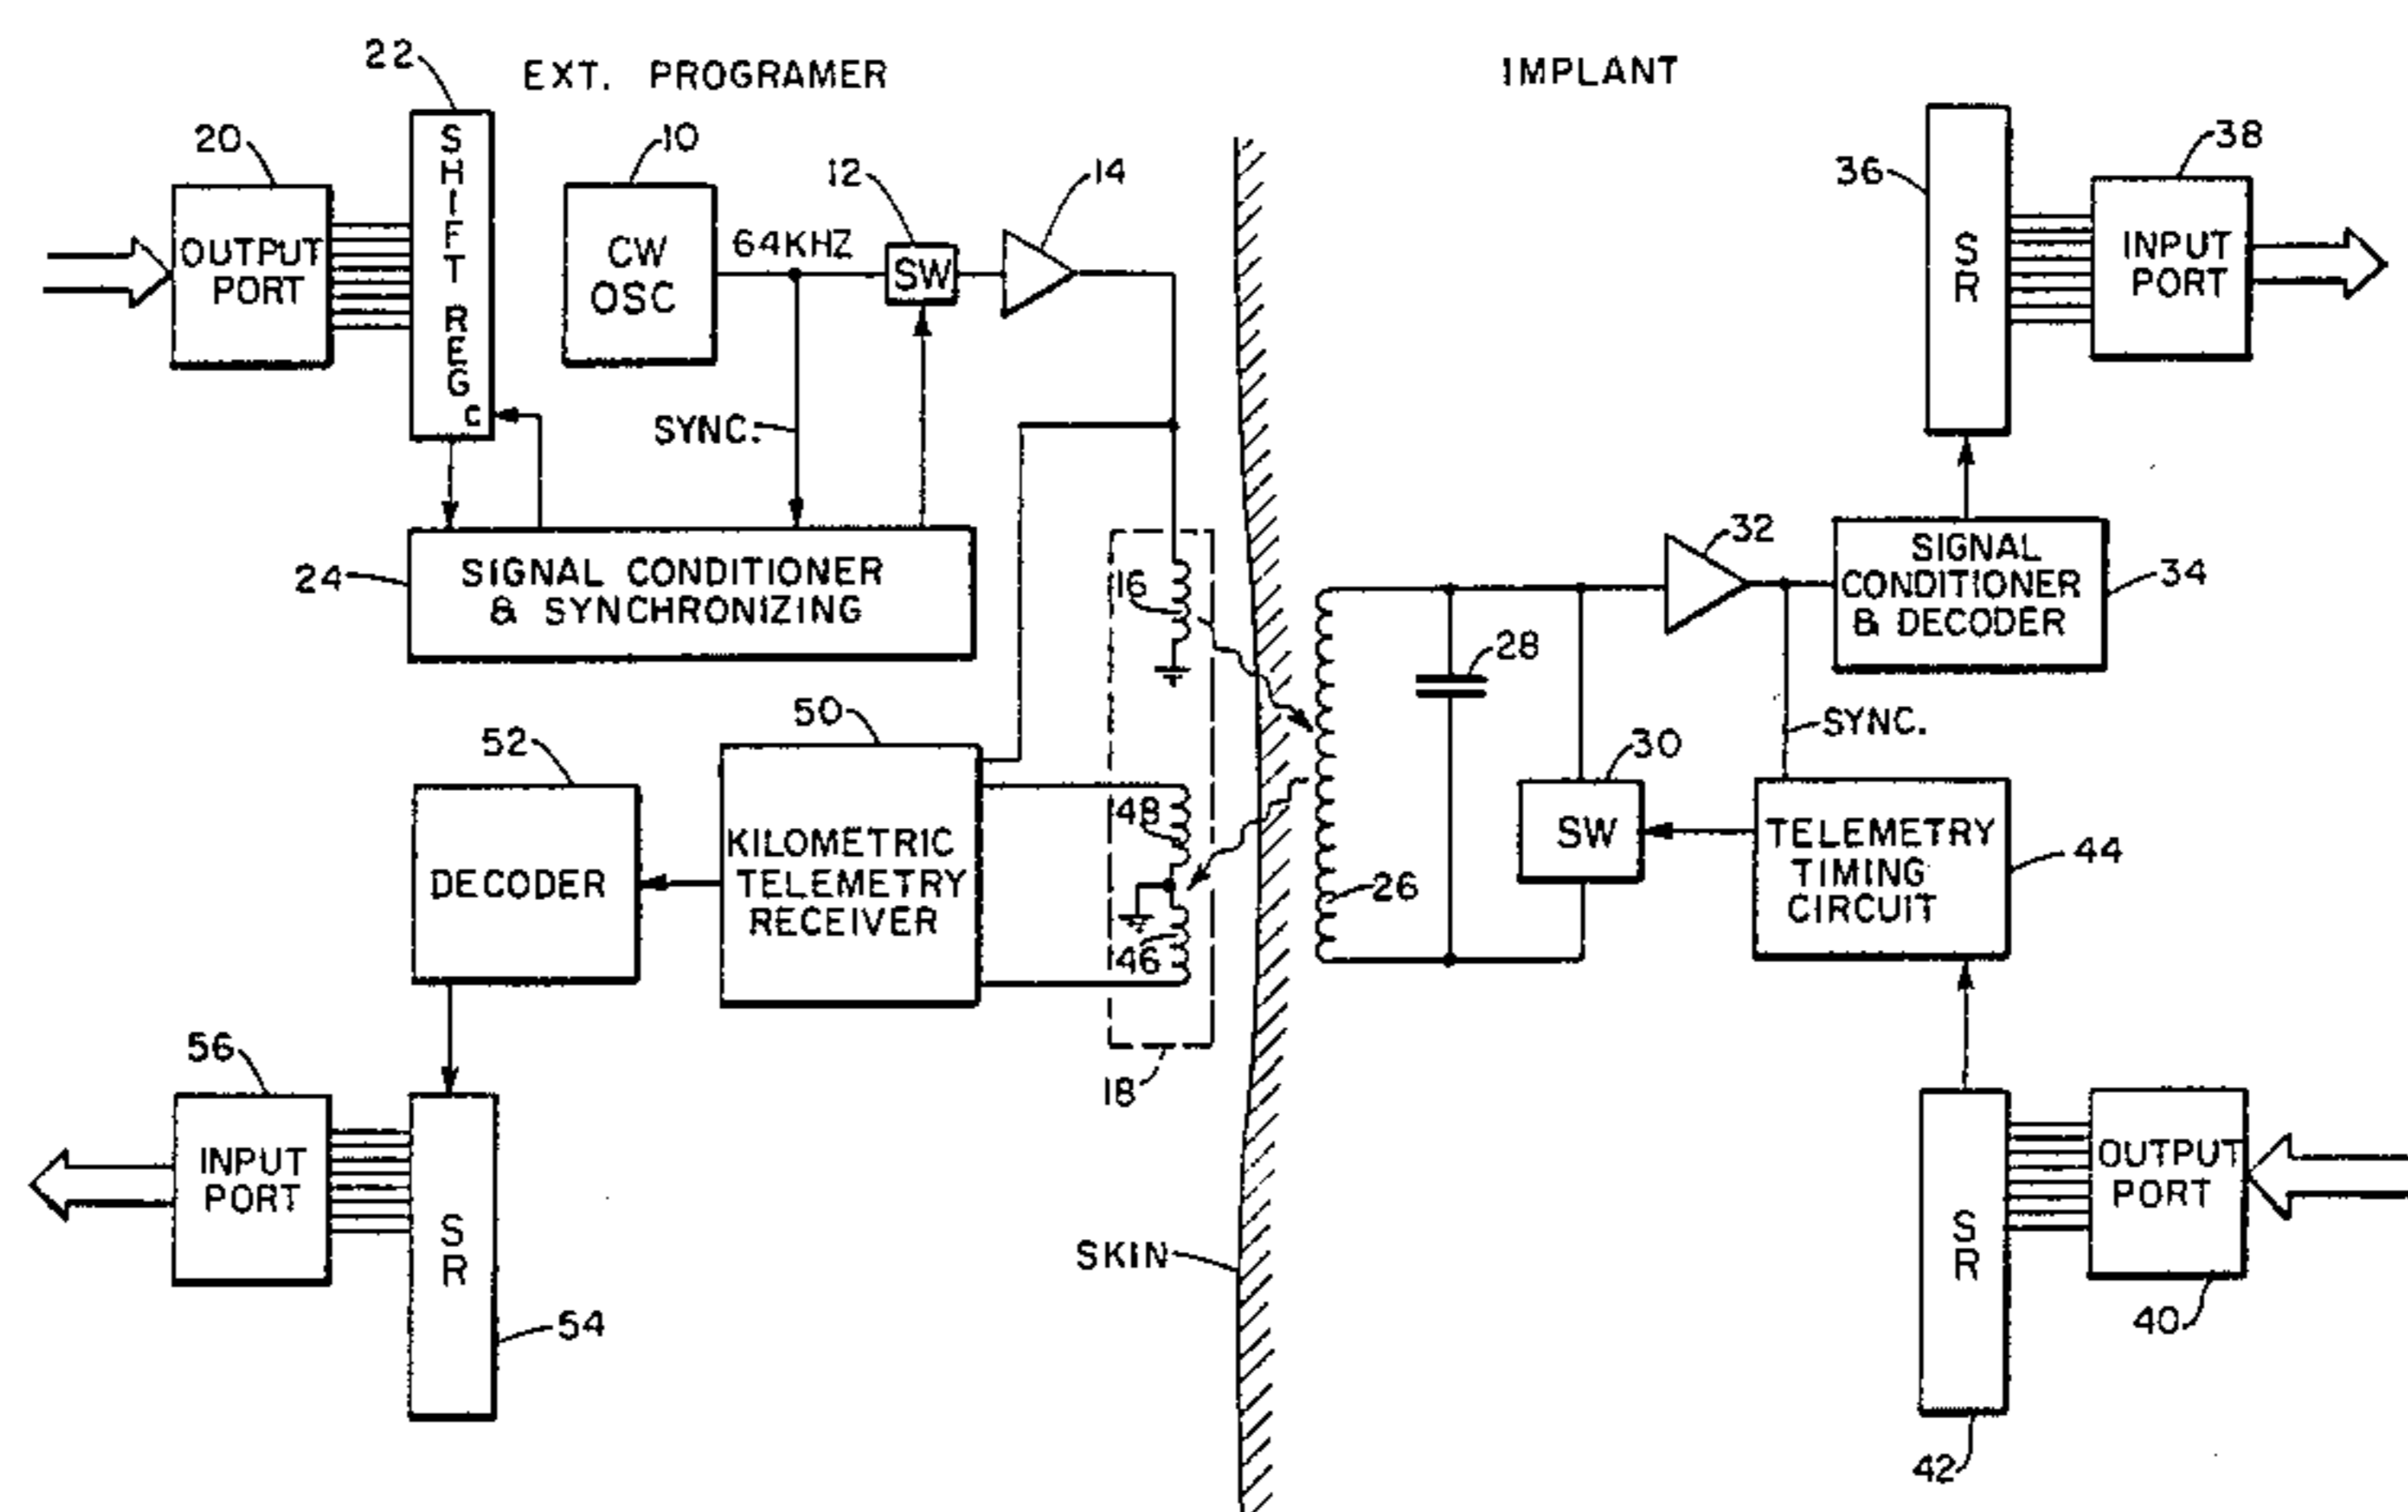 EXT. PROGRAMER
IMPLANT
22
20
10
12
14
36
38
OUTPUT
PORT
SHIFT REG
C
CW
OSC
64KHZ
SW
SR
INPUT
PORT
SYNC.
24
SIGNAL CONDITIONER
& SYNCHRONIZING
16
28
32
SIGNAL
CONDITIONER
& DECODER
34
SYNC.
52
50
30
DECODER
KILOMETRIC
TELEMETRY
RECEIVER
48
46
26
SW
TELEMETRY
TIMING
CIRCUIT
44
18
56
INPUT
PORT
SR
54
SKIN
SR
OUTPUT
PORT
40
42